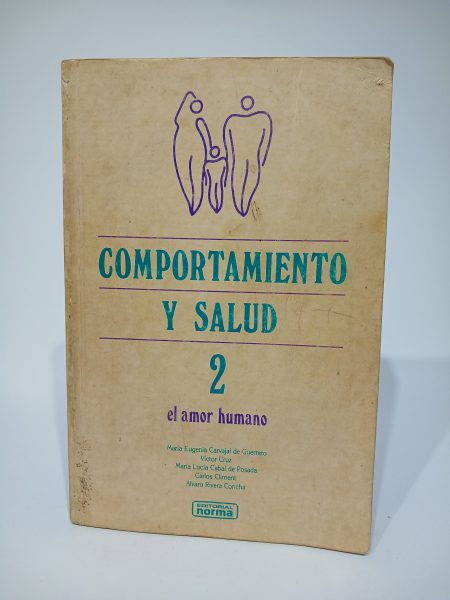 COMPORTAMIENTO
Y SALUD
2
el amor humano
María Eugenia Carvajal de Guerrero
Víctor Cruz
María Lucía Cabal de Posada
Carlos Climent
Alvaro Rivera Concha
EDITORIAL
norma